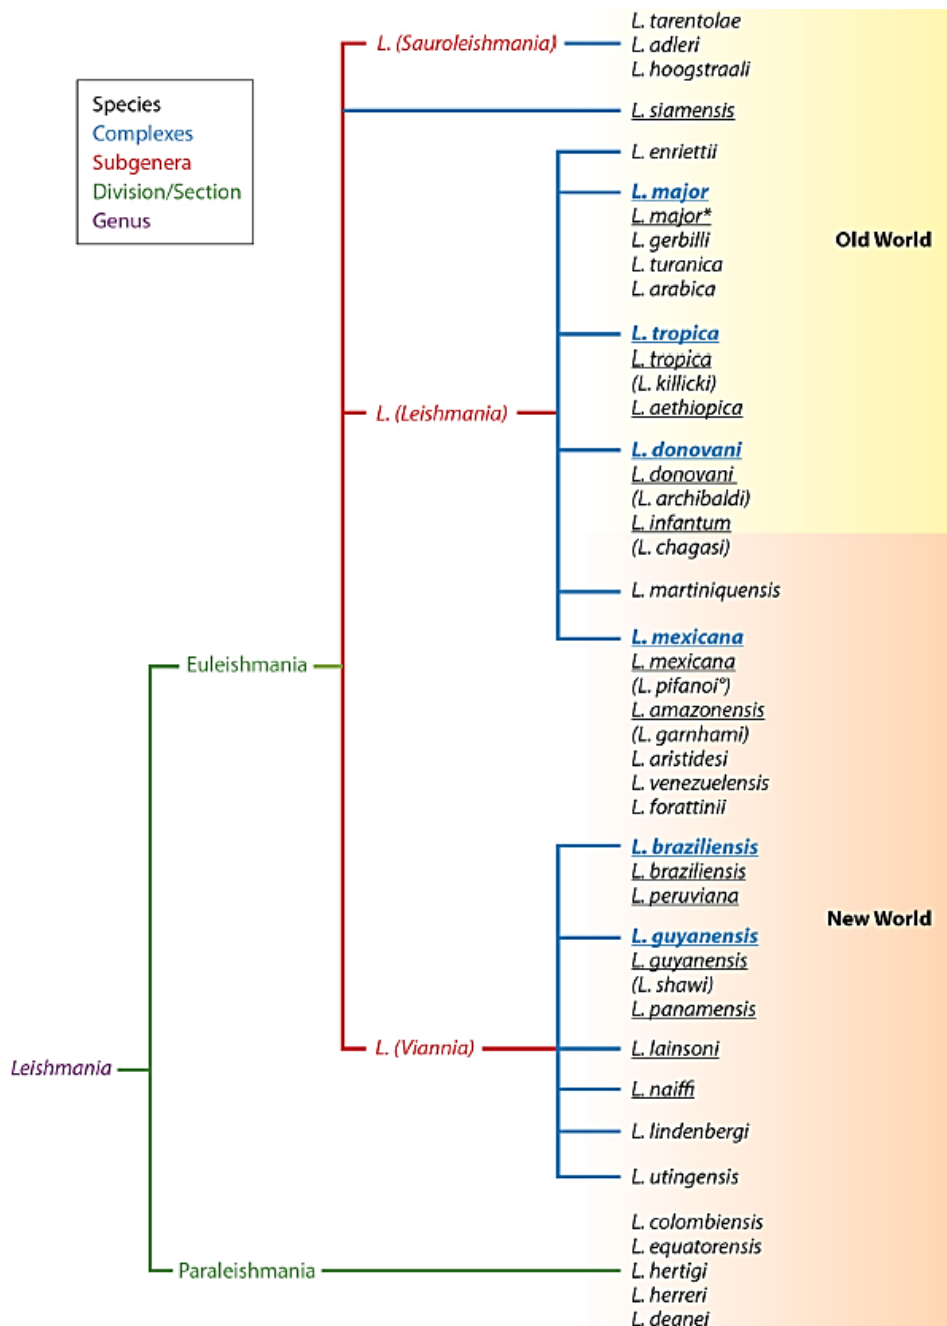 L. tarentolae
L. (Sauroleishmania)
L. adleri
L. hoogstraali
Species
Complexes
Subgenera
Division/Section
Genus
L. siamensis
L. enriettii
L. major
L. major*
L. gerbilli
L. turanica
L. arabica
Old World
L. tropica
L. tropica
(L. killicki)
L. aethiopica
L. (Leishmania)
L. donovani
L. donovani
(L. archibaldi)
L. infantum
(L. chagasi)
L. martiniquensis
L. mexicana
L. mexicana
(L. pifanoi°)
L. amazonensis
(L. garnhami)
L. aristidesi
L. venezuelensis
L. forattinii
Euleishmania
L. braziliensis
L. braziliensis
L. peruviana
New World
L. guyanensis
L. guyanensis
(L. shawi)
L. panamensis
L. (Viannia)
L. lainsoni
Leishmania
L. naiffi
L. lindenbergi
L. utingensis
L. colombiensis
L. equatorensis
Paraleishmania
L. hertigi
L. herreri
L. deanei